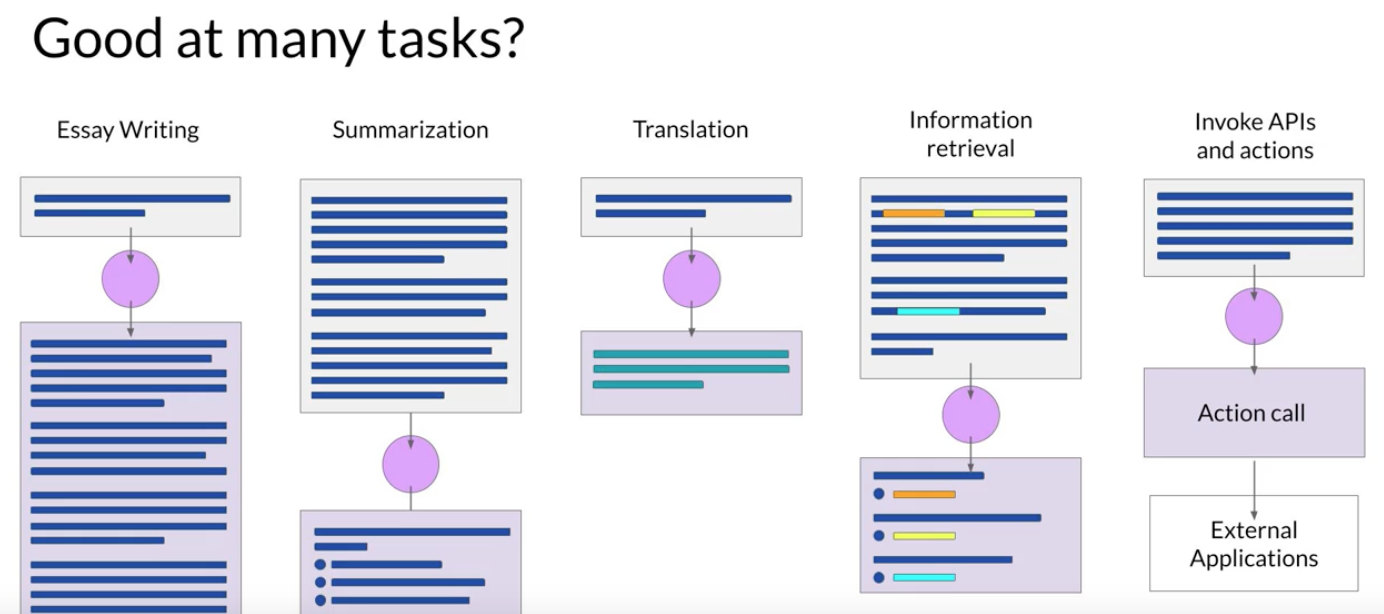 Good at many tasks?
Essay Writing
Summarization
Translation
Information
retrieval
Invoke APIs
and actions
Action call
External
Applications